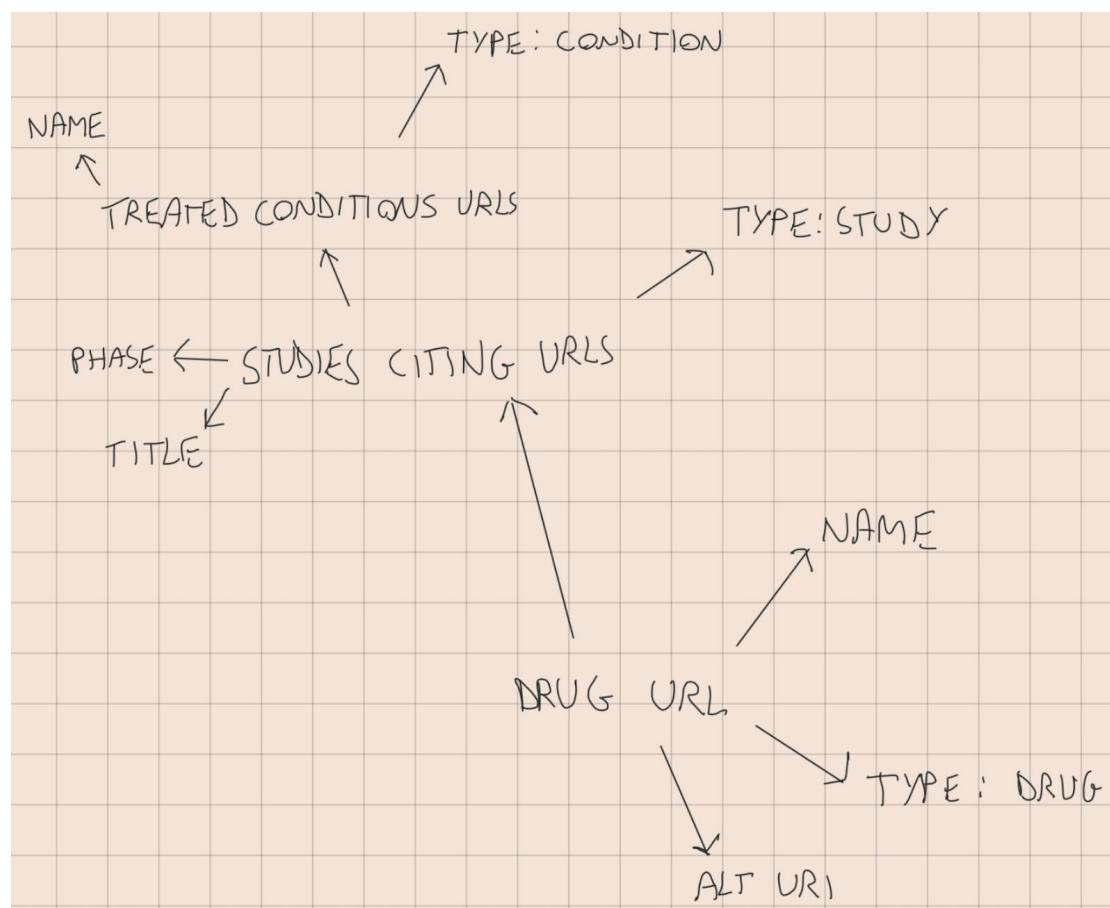 TYPE: CONDITION
NAME
TREATED CONDITIONS URLS
TYPE: STUDY
PHASE
STUDIES CITING URLS
TITLE
NAME
DRUG URL
TYPE: DRUG
ALT URI